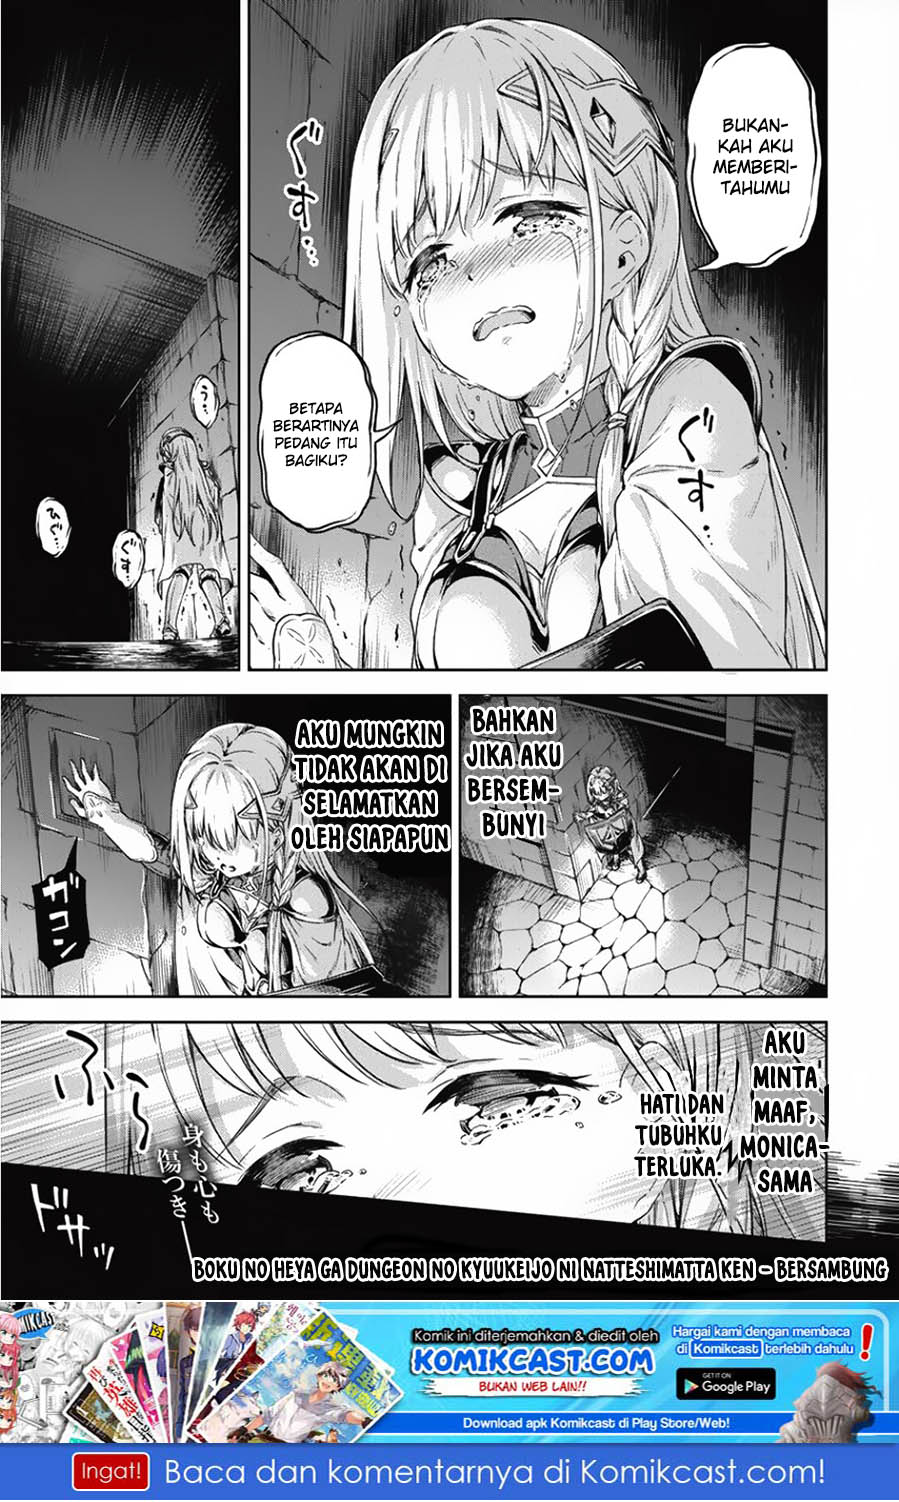 BUKAN-
KAH AKU
MEMBERI-
TAHUMU
ぐす…
BETAPA
BERARTINYA
PEDANG ITU
BAGIKU?
ぐす…
う…
ひぐっ
ぐすっ
BAHKAN
JIKA AKU
BERSEM-
BUNYI
AKU MUNGKIN
TIDAK AKAN DI
SELAMATKAN
OLEH SIAPAPUN
ガコン
AKU
MINTA
MAAF,
MONICA-
SAMA
HATI DAN
TUBUHKU
TERLUKA.
ふら
ドサッ
身も心も
傷つき──
BOKU NO HEYA GA DUNGEON NO KYUUKEIJO NI NATTESHIMATTA KEN - BERSAMBUNG
Komik ini diterjemahkan & diedit oleh
KOMIKCAST.COM
BUKAN WEB LAIN!!
Hargai kami dengan membaca
di Komikcast terlebih dahulu !
GET IT ON
Google Play
Download apk Komikcast di Play Store/Web!
Ingat! Baca dan komentarnya di Komikcast.com!